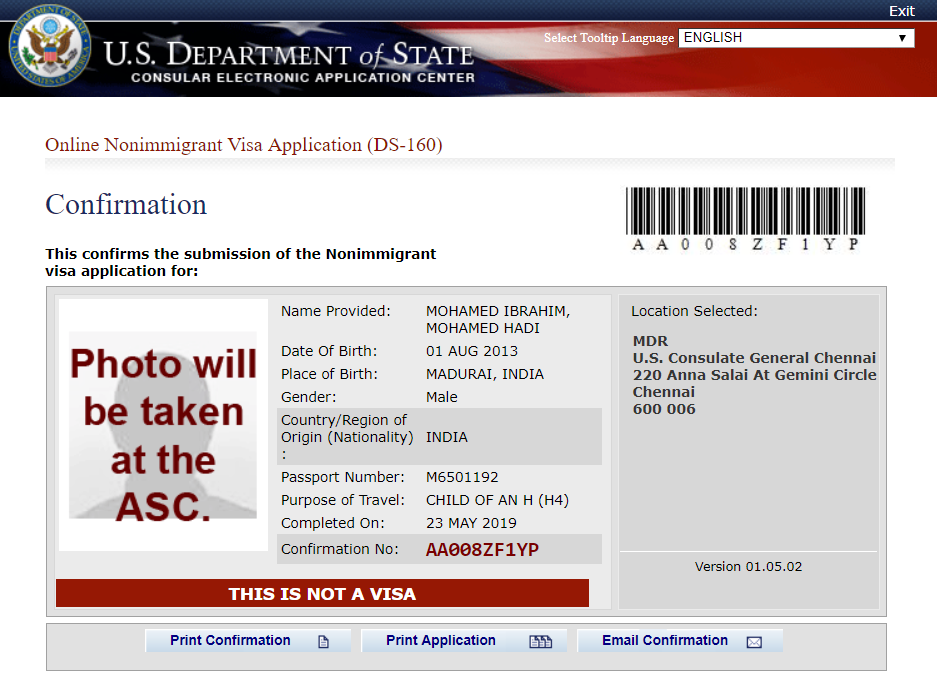 Exit
U.S. DEPARTMENT of STATE
CONSULAR ELECTRONIC APPLICATION CENTER
Select Tooltip Language ENGLISH
Online Nonimmigrant Visa Application (DS-160)
Confirmation
AA008ZF1YP
This confirms the submission of the Nonimmigrant
visa application for:
Photo will
be taken
at the
ASC.
Name Provided: MOHAMED IBRAHIM,
MOHAMED HADI
Date Of Birth: 01 AUG 2013
Place of Birth: MADURAI, INDIA
Gender: Male
Country/Region of
Origin (Nationality) INDIA
:
Passport Number: M6501192
Purpose of Travel: CHILD OF AN H (H4)
Completed On: 23 MAY 2019
Confirmation No: AA008ZF1YP
THIS IS NOT A VISA
Location Selected:
MDR
U.S. Consulate General Chennai
220 Anna Salai At Gemini Circle
Chennai
600 006
Version 01.05.02
Print Confirmation
Print Application
Email Confirmation